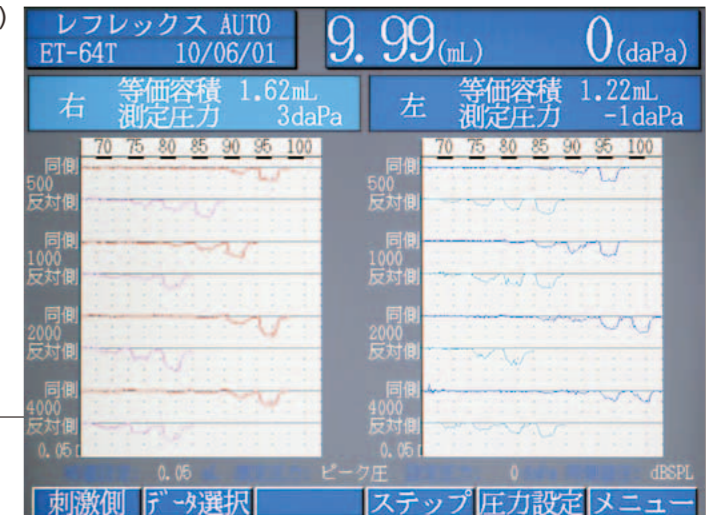 )
レフレックス AUTO
ET-64T 10/06/01
9.99(mL) 0(daPa)
右 等価容積 1.62mL
測定圧力 3daPa
左 等価容積 1.22mL
測定圧力 -1daPa
70 75 80 85 90 95 100
70 75 80 85 90 95 100
同側
500
反対側
同側
1000
反対側
同側
2000
反対側
同側
4000
反対側
0.05
同側
500
反対側
同側
1000
反対側
同側
2000
反対側
同側
4000
反対側
0.05
0.05 ピーク圧 0 dBSPL
刺激側 データ選択 ステップ 圧力設定 メニュー